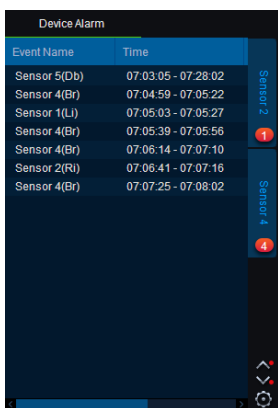 Device Alarm
Event Name Time
Sensor 5(Db) 07:03:05 - 07:28:02
Sensor 4(Br) 07:04:59 - 07:05:22
Sensor 1(Li) 07:05:03 - 07:05:27
Sensor 4(Br) 07:05:39 - 07:05:56
Sensor 4(Br) 07:06:14 - 07:07:10
Sensor 2(Ri) 07:06:41 - 07:07:16
Sensor 4(Br) 07:07:25 - 07:08:02
Sensor 2
1
Sensor 4
4